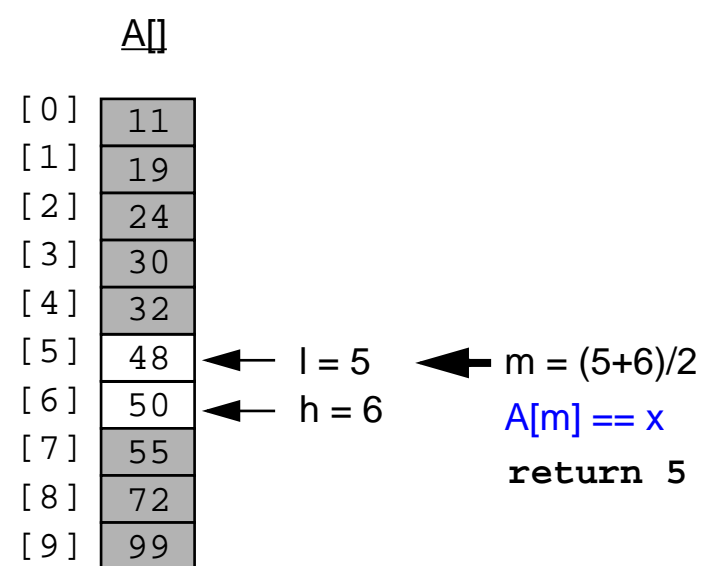 A[]
[0] 11
[1] 19
[2] 24
[3] 30
[4] 32
[5] 48 l = 5 m = (5+6)/2
[6] 50 h = 6 A[m] == x
[7] 55 return 5
[8] 72
[9] 99